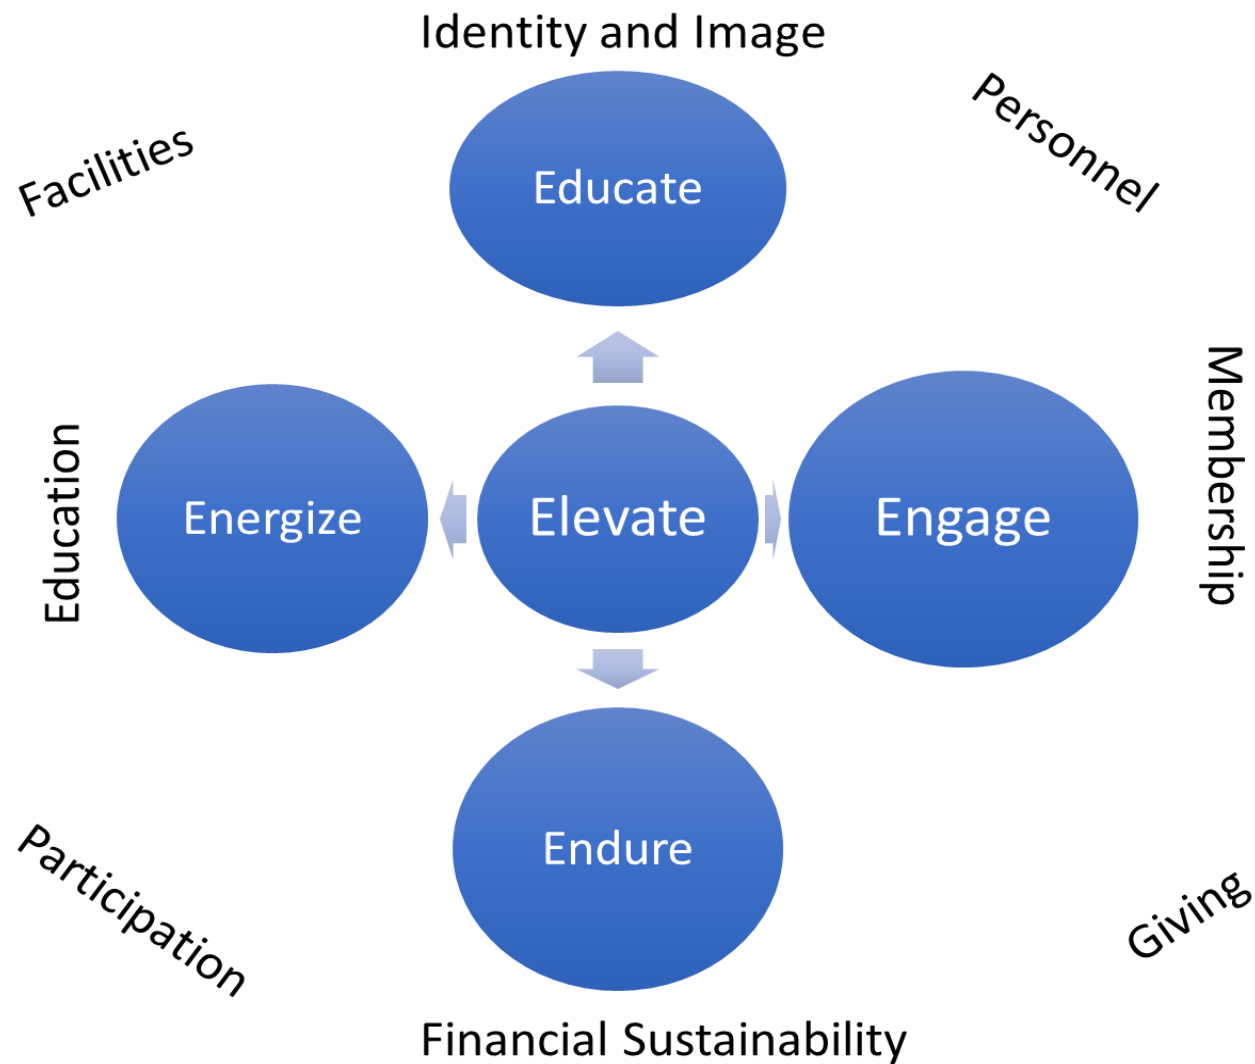 Identity and Image
Personnel
Facilities
Educate
Membership
Education
Energize
Elevate
Engage
Endure
Participation
Giving
Financial Sustainability